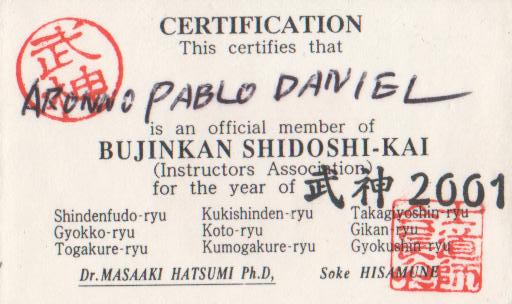 CERTIFICATION
This certifies that
武神
PABLO DANIEL
is an official member of
BUJINKAN SHIDOSHI-KAI
(Instructors Association)
for the year of 武神 2001
Shindenfudo-ryu Kukishinden-ryu Takagiyoshin-ryu
Gyokko-ryu Koto-ryu Gikan-ryu
Togakure-ryu Kumogakure-ryu Gyokushin-ryu
Dr.MASAAKI HATSUMI Ph.D, Soke HISAMUNE